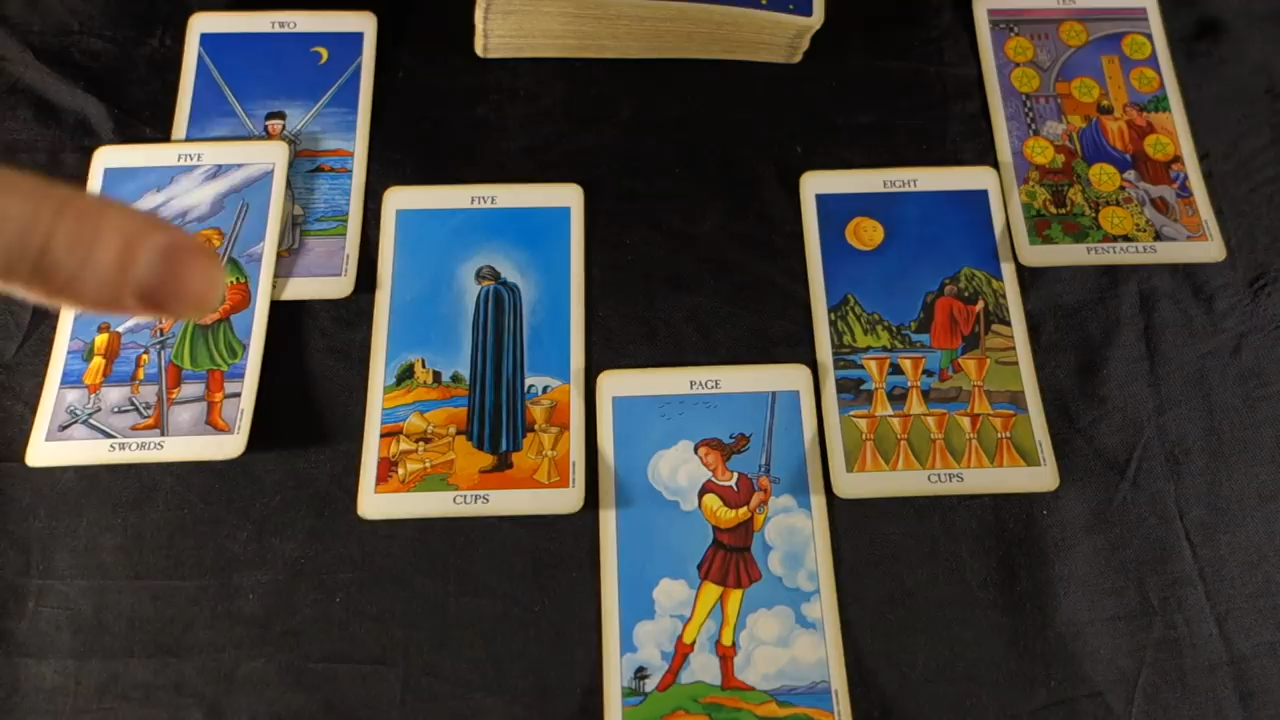 TWO
FIVE
SWORDS
FIVE
CUPS
PAGE
EIGHT
CUPS
TEN
PENTACLES